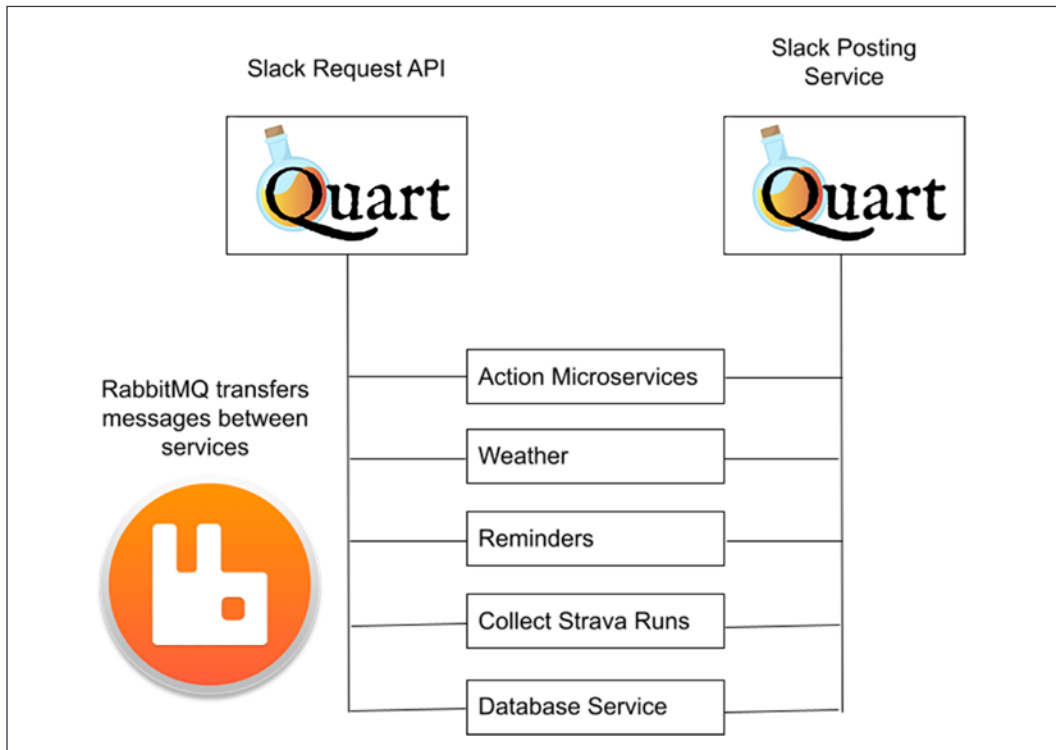 Slack Request API
Slack Posting
Service
Quart
Quart
Action Microservices
RabbitMQ transfers
messages between
services
Weather
Reminders
Collect Strava Runs
Database Service